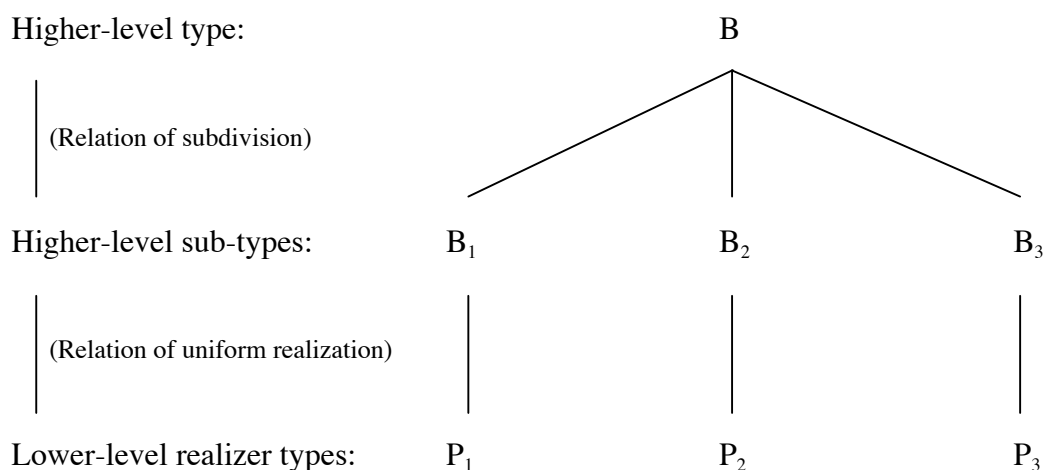 Higher-level type: B
(Relation of subdivision)
Higher-level sub-types: B₁ B₂ B₃
(Relation of uniform realization)
Lower-level realizer types: P₁ P₂ P₃